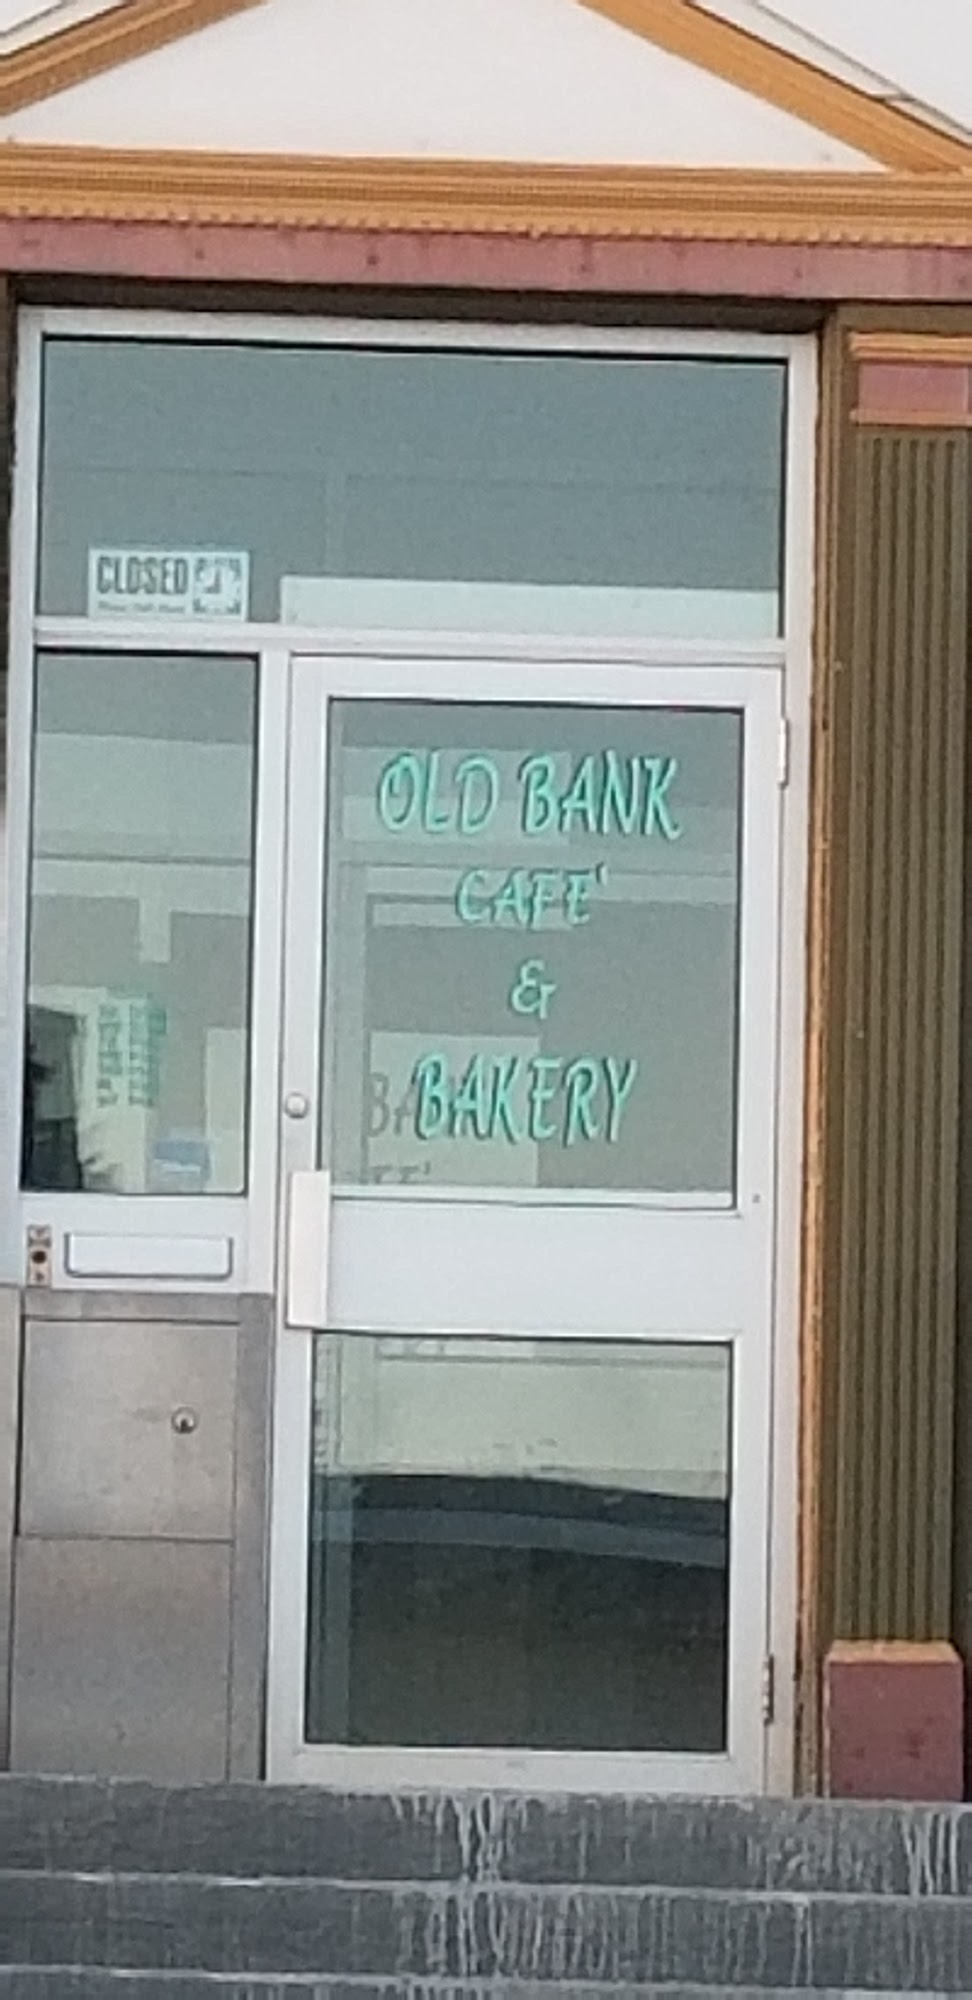 CLOSED
OLD BANK
CAFE'
&
BAKERY